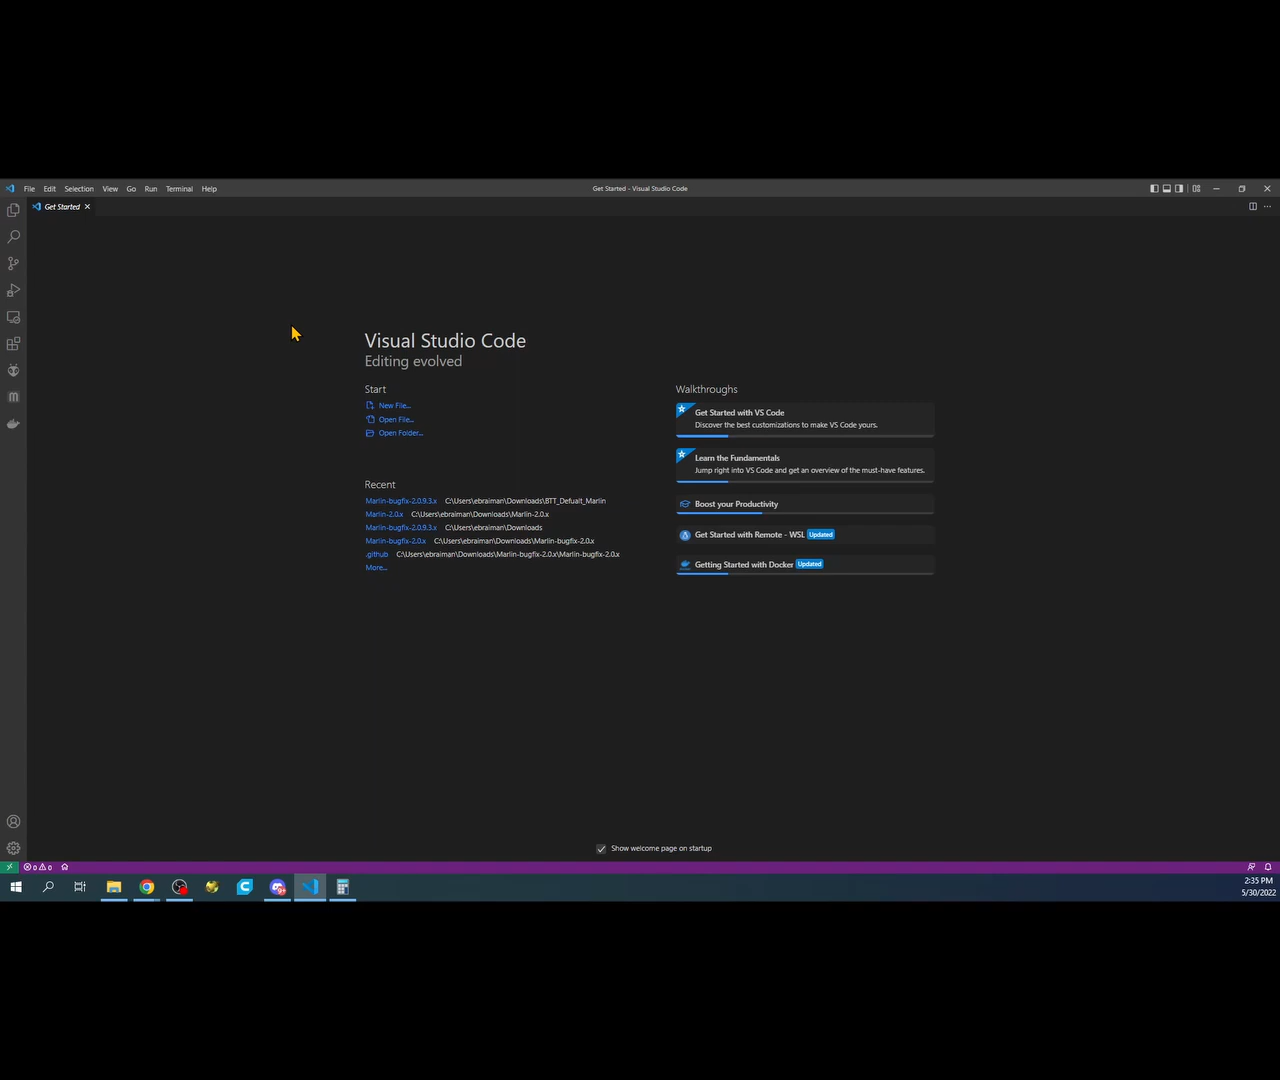 File Edit Selection View Go Run Terminal Help
Get Started - Visual Studio Code
Get Started
Visual Studio Code
Editing evolved
Start
New File...
Open File...
Open Folder...
Recent
Marlin-bugfix-2.0.9.3.x C:\Users\ebraiman\Downloads\BTT_Defualt_Marlin
Marlin-2.0.x C:\Users\ebraiman\Downloads\Marlin-2.0.x
Marlin-bugfix-2.0.9.3.x C:\Users\ebraiman\Downloads
Marlin-bugfix-2.0.x C:\Users\ebraiman\Downloads\Marlin-bugfix-2.0.x
.github C:\Users\ebraiman\Downloads\Marlin-bugfix-2.0.x\Marlin-bugfix-2.0.x
More...
Walkthroughs
Get Started with VS Code
Discover the best customizations to make VS Code yours.
Learn the Fundamentals
Jump right into VS Code and get an overview of the must-have features.
Boost your Productivity
Get Started with Remote - WSL Updated
Getting Started with Docker Updated
Show welcome page on startup
0 0
2:35 PM
5/30/2022